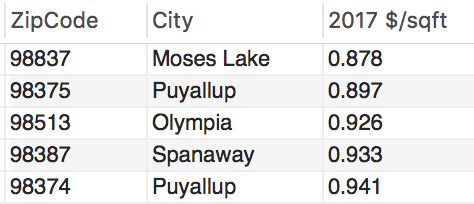 ZipCode City 2017 $/sqft
98837 Moses Lake 0.878
98375 Puyallup 0.897
98513 Olympia 0.926
98387 Spanaway 0.933
98374 Puyallup 0.941